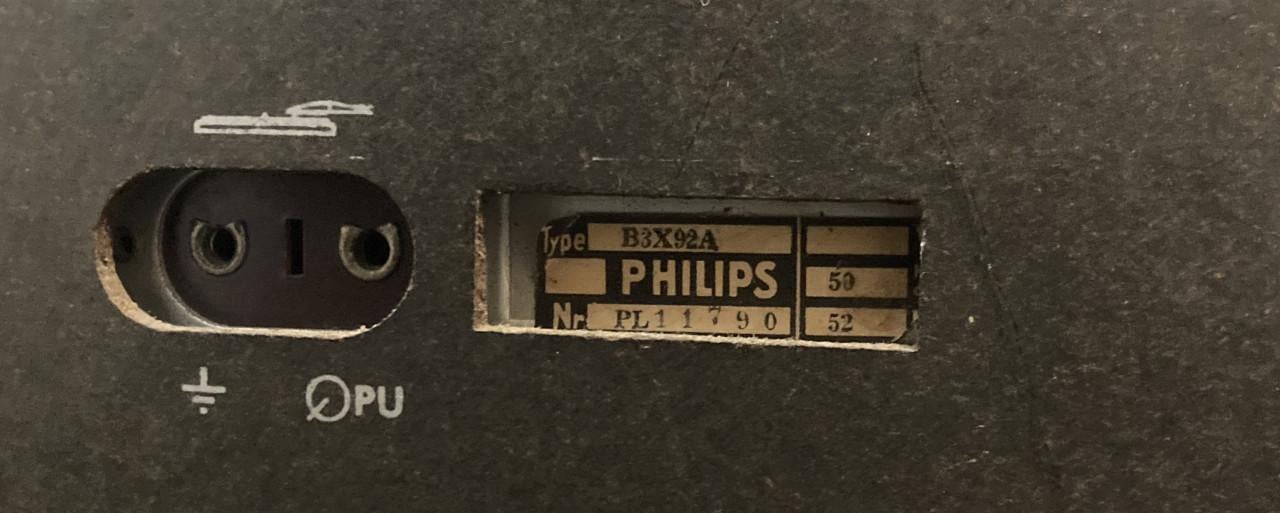 Type B3X92A
PHILIPS 50
Nr PL11790 52
PU